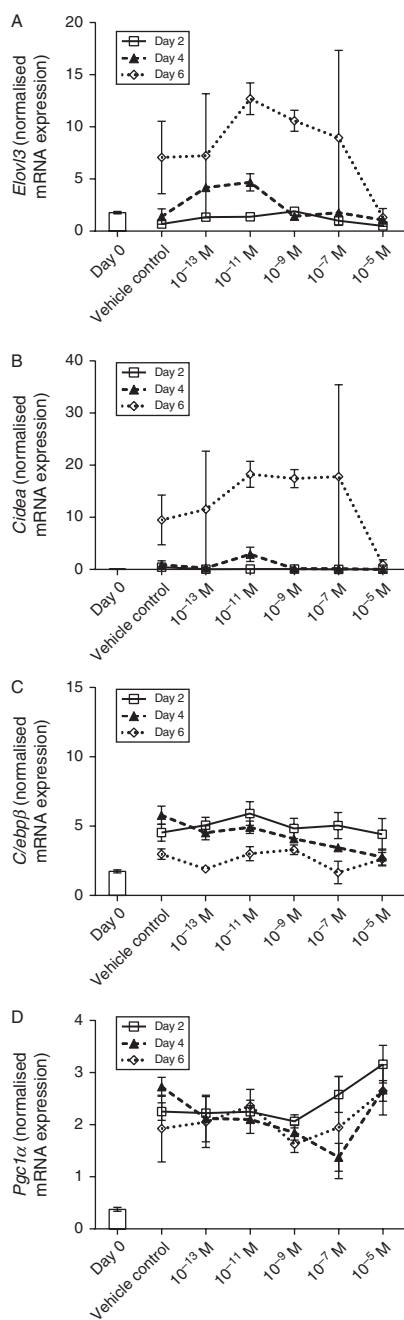 A
Elovl3 (normalised
mRNA expression)
20
15
10
5
0
Day 2
Day 4
Day 6
Day 0
Vehicle control
10⁻¹³ M
10⁻¹¹ M
10⁻⁹ M
10⁻⁷ M
10⁻⁵ M
B
Cidea (normalised
mRNA expression)
40
30
20
10
0
Day 2
Day 4
Day 6
Day 0
Vehicle control
10⁻¹³ M
10⁻¹¹ M
10⁻⁹ M
10⁻⁷ M
10⁻⁵ M
C
C/ebpβ (normalised
mRNA expression)
15
10
5
0
Day 2
Day 4
Day 6
Day 0
Vehicle control
10⁻¹³ M
10⁻¹¹ M
10⁻⁹ M
10⁻⁷ M
10⁻⁵ M
D
Pgc1α (normalised
mRNA expression)
4
3
2
1
0
Day 2
Day 4
Day 6
Day 0
Vehicle control
10⁻¹³ M
10⁻¹¹ M
10⁻⁹ M
10⁻⁷ M
10⁻⁵ M